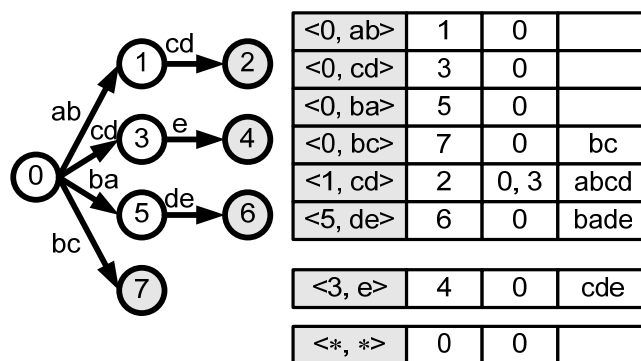 ab
cd
ba
bc
0
1
cd
2
3
e
4
5
de
6
7
<0, ab> 1 0
<0, cd> 3 0
<0, ba> 5 0
<0, bc> 7 0 bc
<1, cd> 2 0, 3 abcd
<5, de> 6 0 bade
<3, e> 4 0 cde
<*, *> 0 0